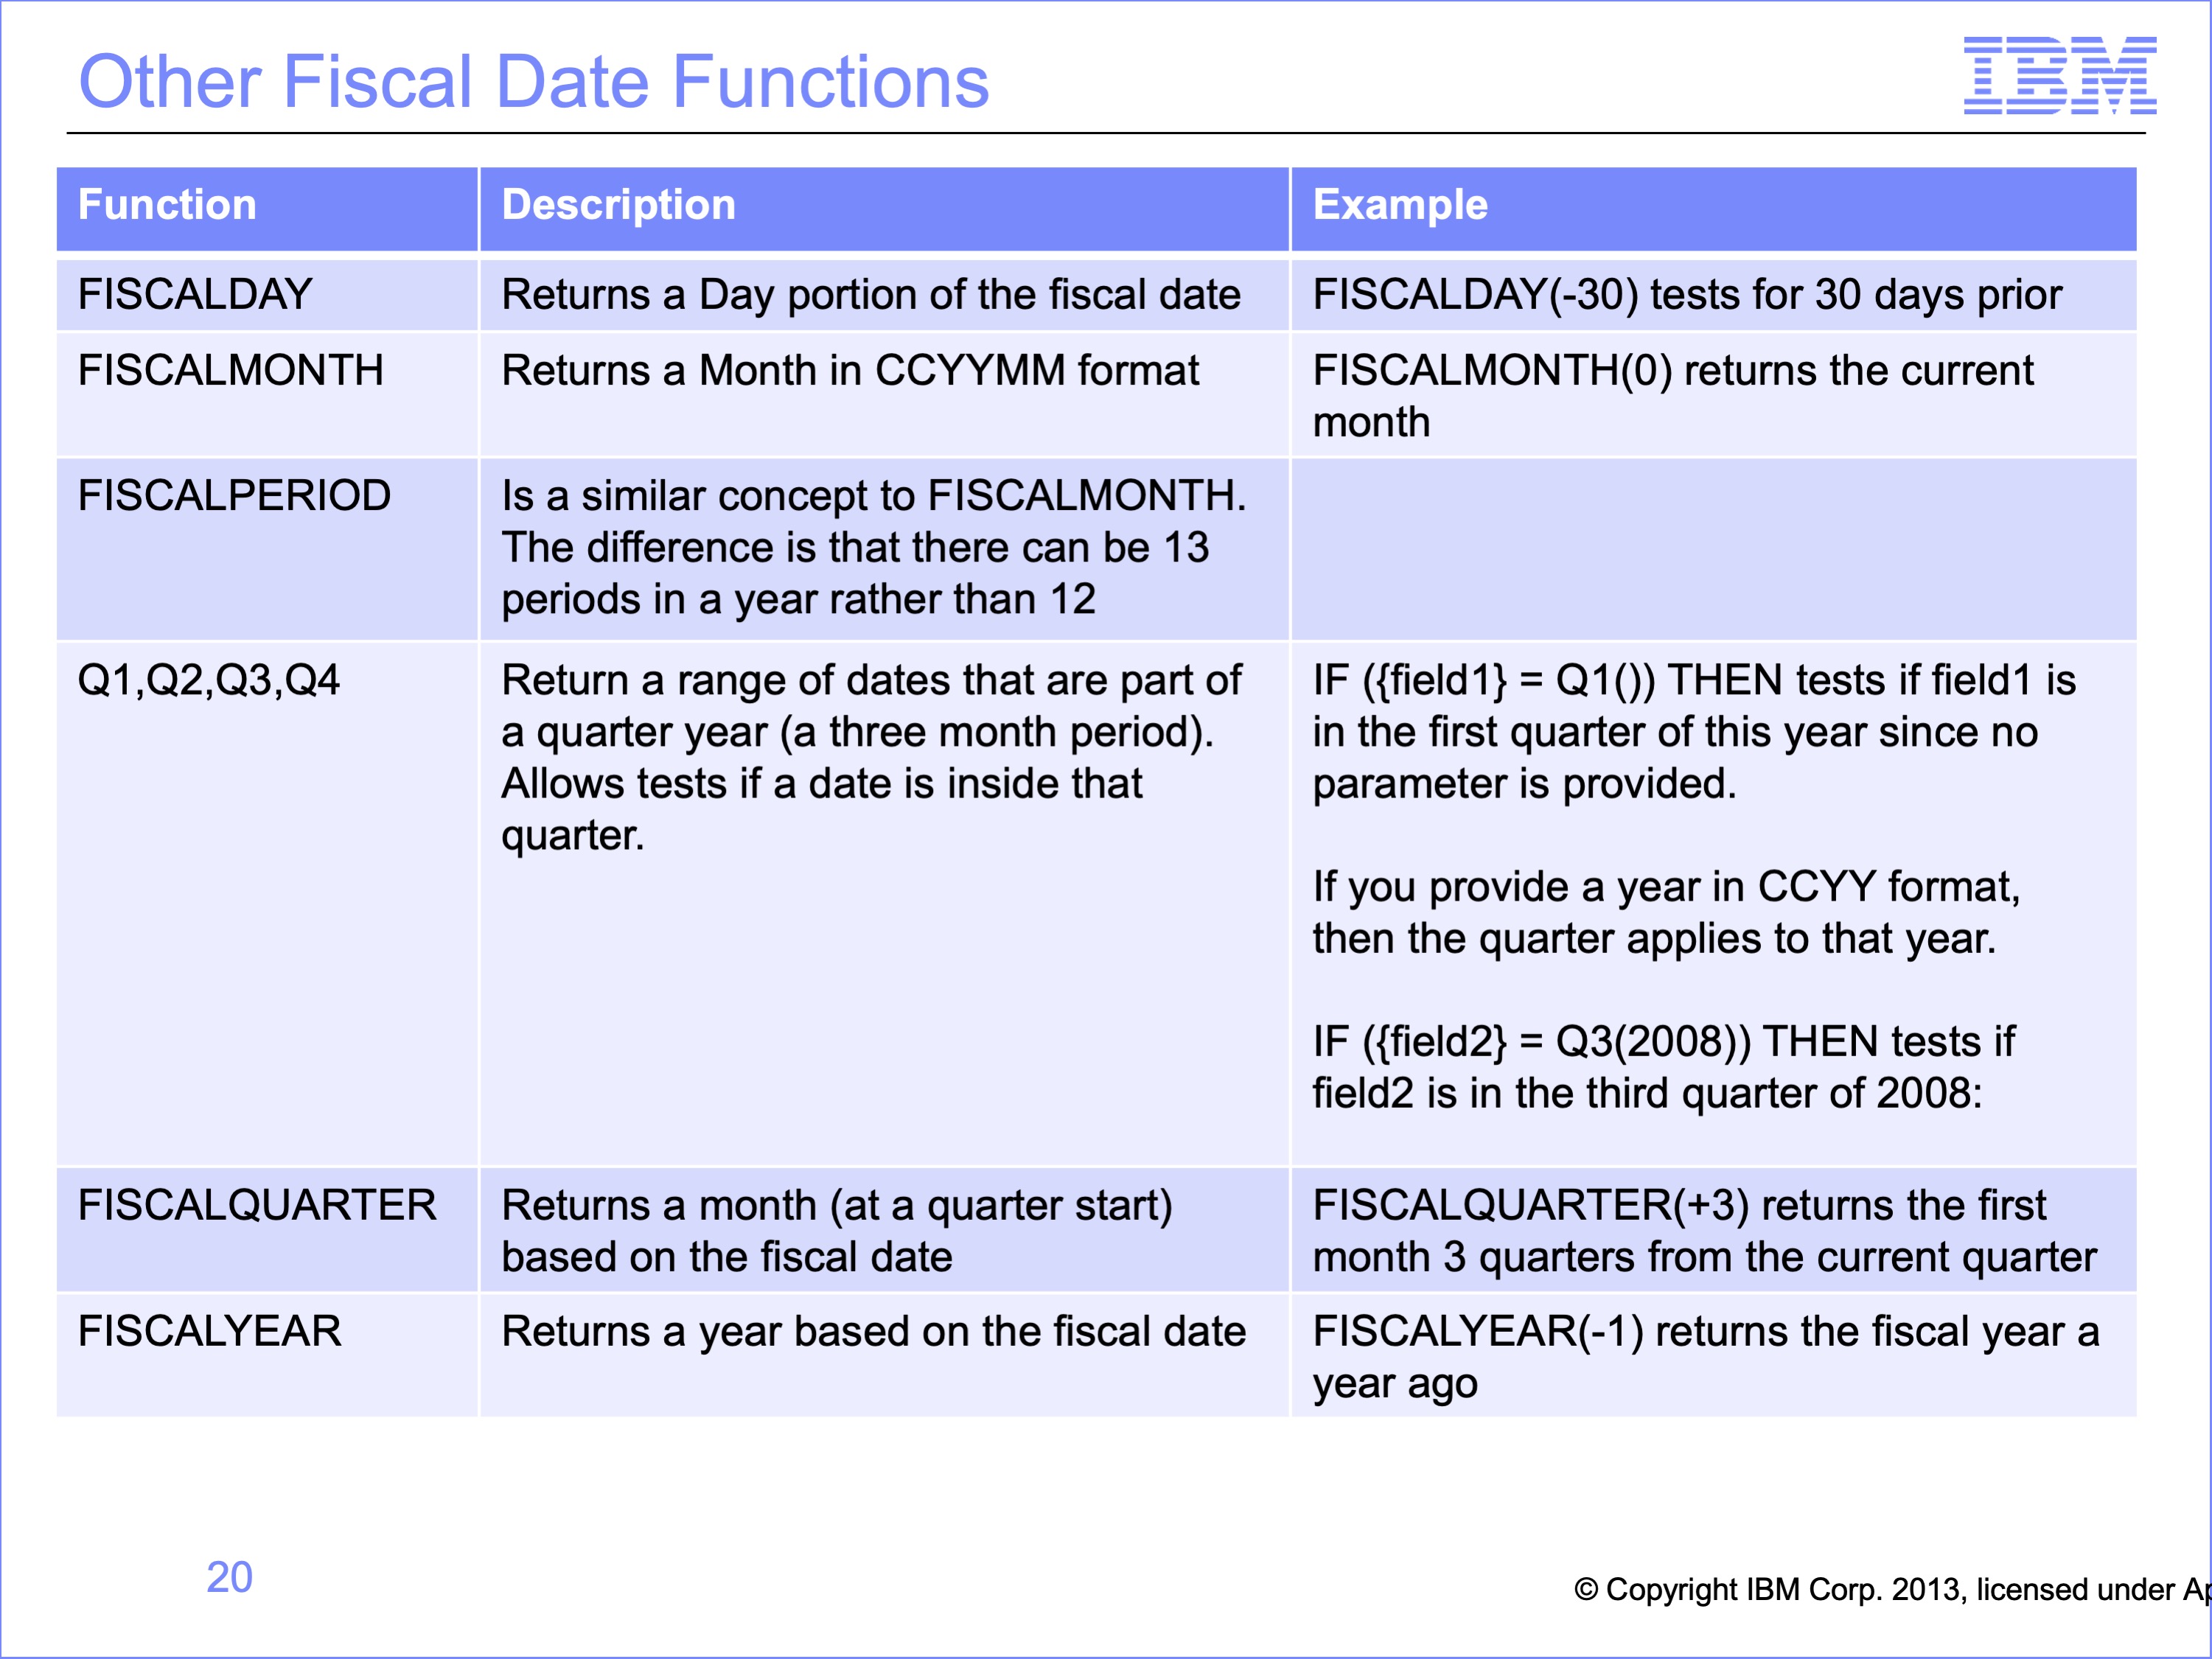 Other Fiscal Date Functions
IBM
Function
Description
Example
FISCALDAY
Returns a Day portion of the fiscal date
FISCALDAY(-30) tests for 30 days prior
FISCALMONTH
Returns a Month in CCYYMM format
FISCALMONTH(0) returns the current
month
FISCALPERIOD
Is a similar concept to FISCALMONTH.
The difference is that there can be 13
periods in a year rather than 12
Q1,Q2,Q3,Q4
Return a range of dates that are part of
a quarter year (a three month period).
Allows tests if a date is inside that
quarter.
IF ({field1} = Q1()) THEN tests if field1 is
in the first quarter of this year since no
parameter is provided.
If you provide a year in CCYY format,
then the quarter applies to that year.
IF ({field2} = Q3(2008)) THEN tests if
field2 is in the third quarter of 2008:
FISCALQUARTER
Returns a month (at a quarter start)
based on the fiscal date
FISCALQUARTER(+3) returns the first
month 3 quarters from the current quarter
FISCALYEAR
Returns a year based on the fiscal date
FISCALYEAR(-1) returns the fiscal year a
year ago
20
© Copyright IBM Corp. 2013, licensed under